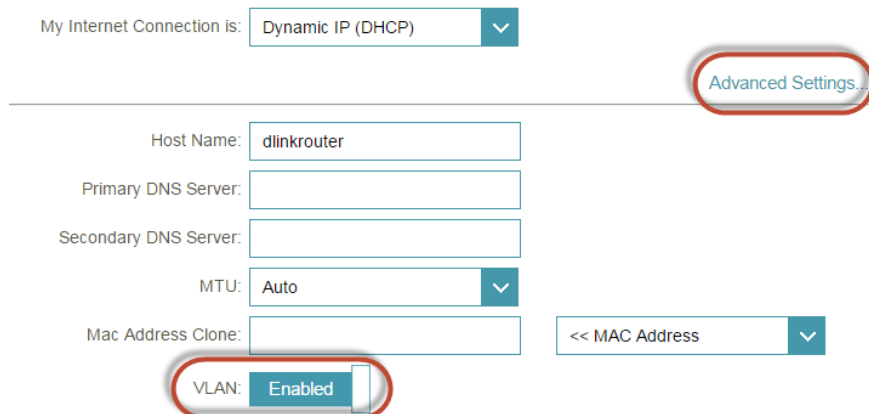 My Internet Connection is: Dynamic IP (DHCP)
Advanced Settings...
Host Name: dlinkrouter
Primary DNS Server:
Secondary DNS Server:
MTU: Auto
Mac Address Clone: << MAC Address
VLAN: Enabled